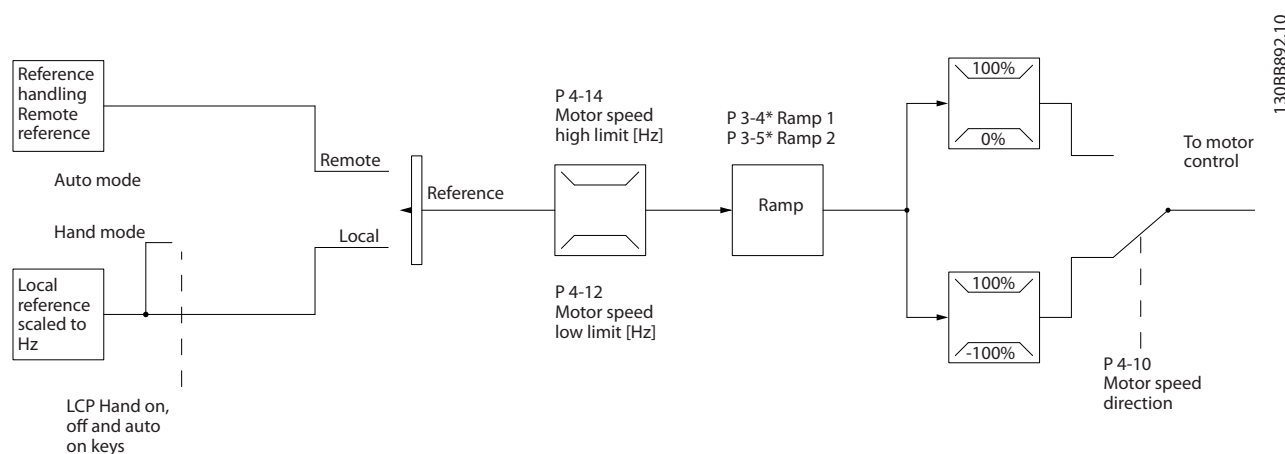 130BB892.10
Reference
handling
Remote
reference
Auto mode
Hand mode
Local
reference
scaled to
Hz
LCP Hand on,
off and auto
on keys
Remote
Local
Reference
P 4-14
Motor speed
high limit [Hz]
P 4-12
Motor speed
low limit [Hz]
P 3-4* Ramp 1
P 3-5* Ramp 2
Ramp
100%
0%
100%
-100%
To motor
control
P 4-10
Motor speed
direction